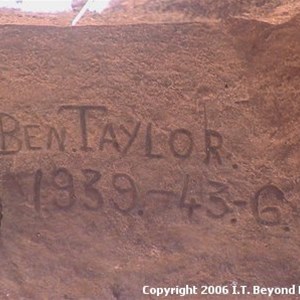 BEN. TAYLOR.
1939.-43.-6.
Copyright 2006 I.T. Beyond